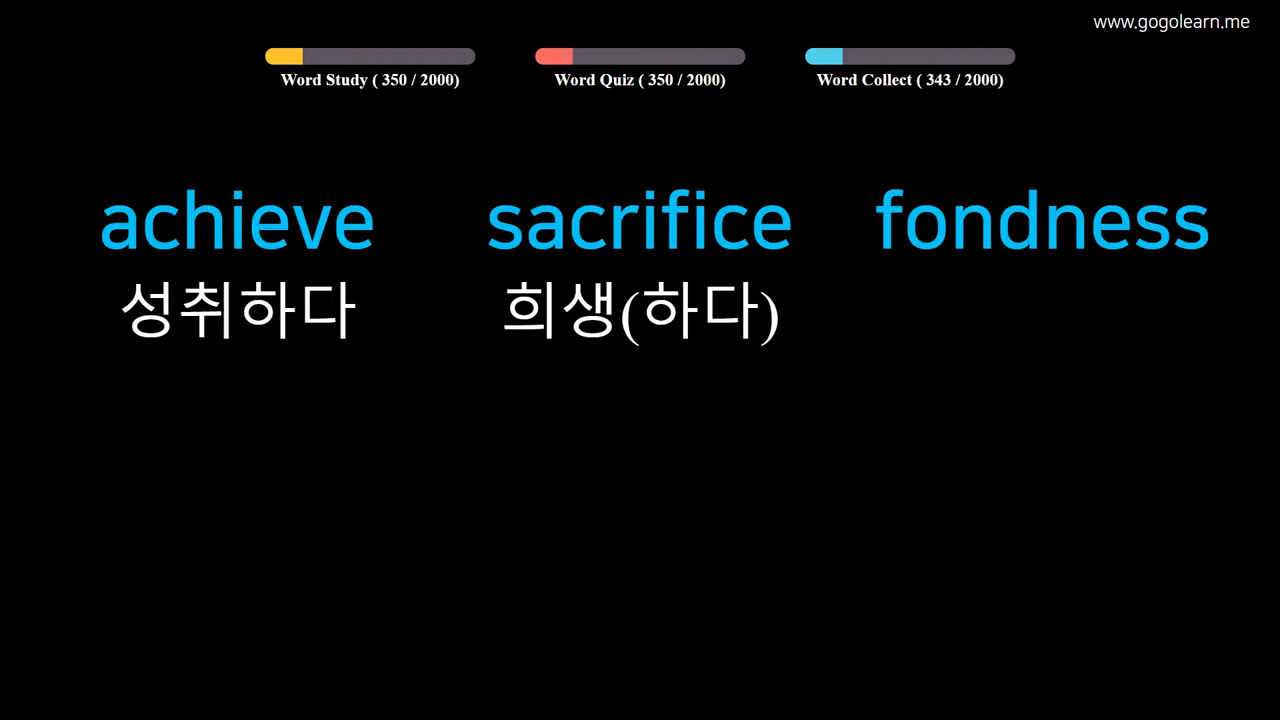 www.gogolearn.me
Word Study ( 350 / 2000)
Word Quiz ( 350 / 2000)
Word Collect ( 343 / 2000)
achieve sacrifice fondness
성취하다 희생(하다)